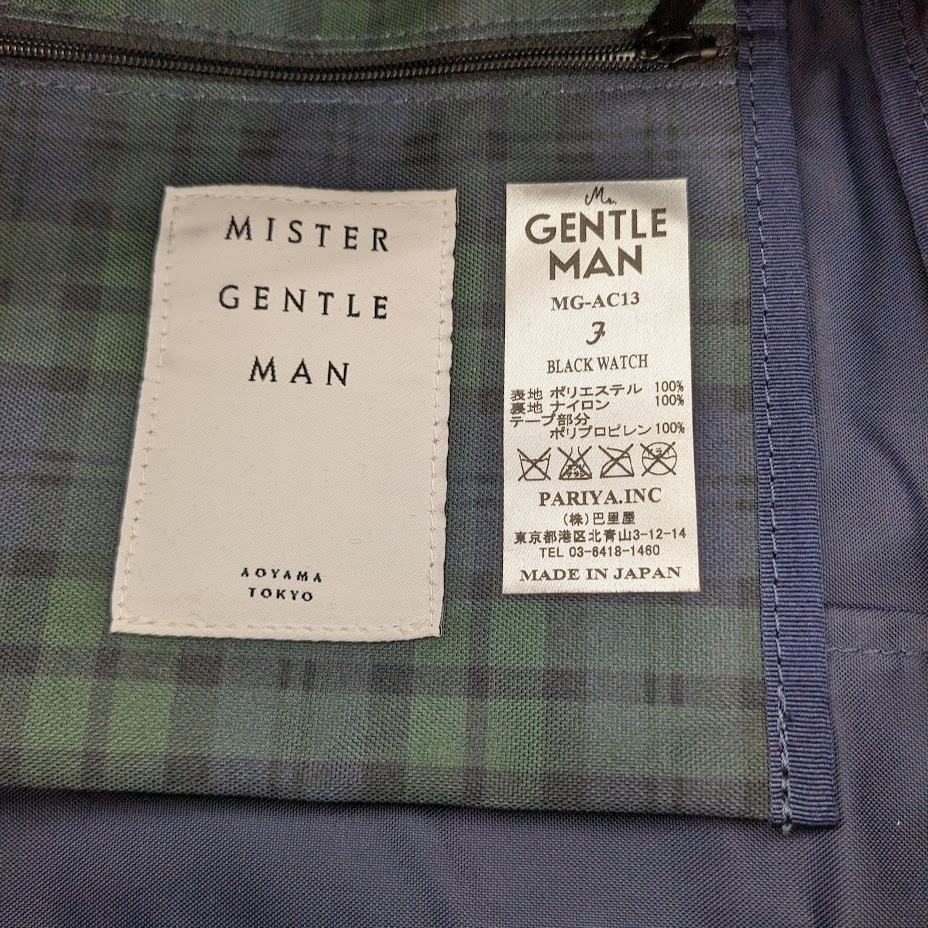 MISTER
GENTLE
MAN
AOYAMA
TOKYO
Mr.
GENTLE
MAN
MG-AC13
F
BLACK WATCH
表地 ポリエステル 100%
裏地 ナイロン 100%
テープ部分
ポリプロピレン 100%
PARIYA.INC
(株)巴里屋
東京都港区北青山3-12-14
TEL 03-6418-1460
MADE IN JAPAN